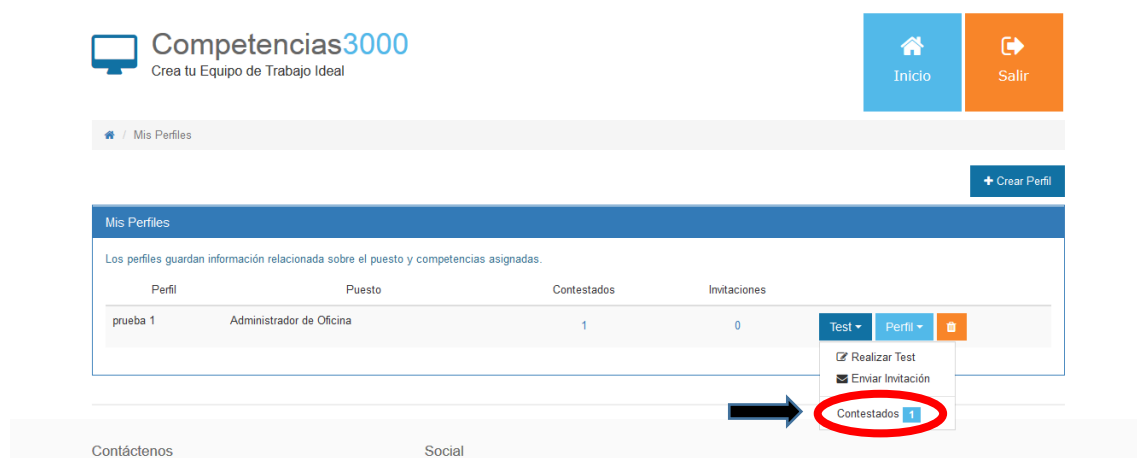 Competencias3000
Crea tu Equipo de Trabajo Ideal
Inicio
Salir
/ Mis Perfiles
+ Crear Perfil
Mis Perfiles
Los perfiles guardan información relacionada sobre el puesto y competencias asignadas.
Perfil Puesto Contestados Invitaciones
prueba 1 Administrador de Oficina 1 0 Test Perfil
Realizar Test
Enviar Invitación
Contestados 1
Contáctenos Social